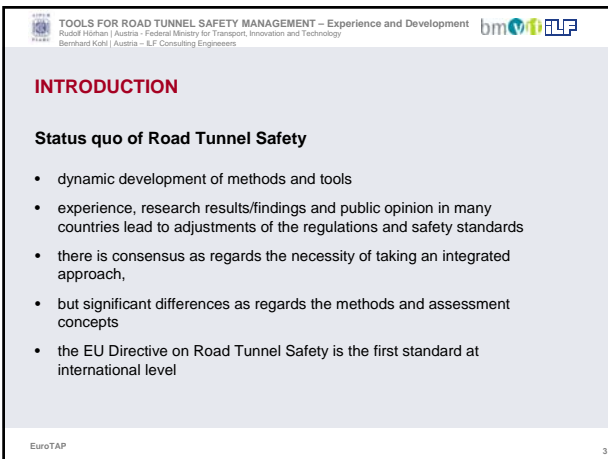 TOOLS FOR ROAD TUNNEL SAFETY MANAGEMENT – Experience and Development
Rudolf Hörhan | Austria - Federal Ministry for Transport, Innovation and Technology
Bernhard Kohl | Austria – ILF Consulting Engineeers
bmvit ILF
INTRODUCTION
Status quo of Road Tunnel Safety
• dynamic development of methods and tools
• experience, research results/findings and public opinion in many
countries lead to adjustments of the regulations and safety standards
• there is consensus as regards the necessity of taking an integrated
approach,
• but significant differences as regards the methods and assessment
concepts
• the EU Directive on Road Tunnel Safety is the first standard at
international level
EuroTAP
3